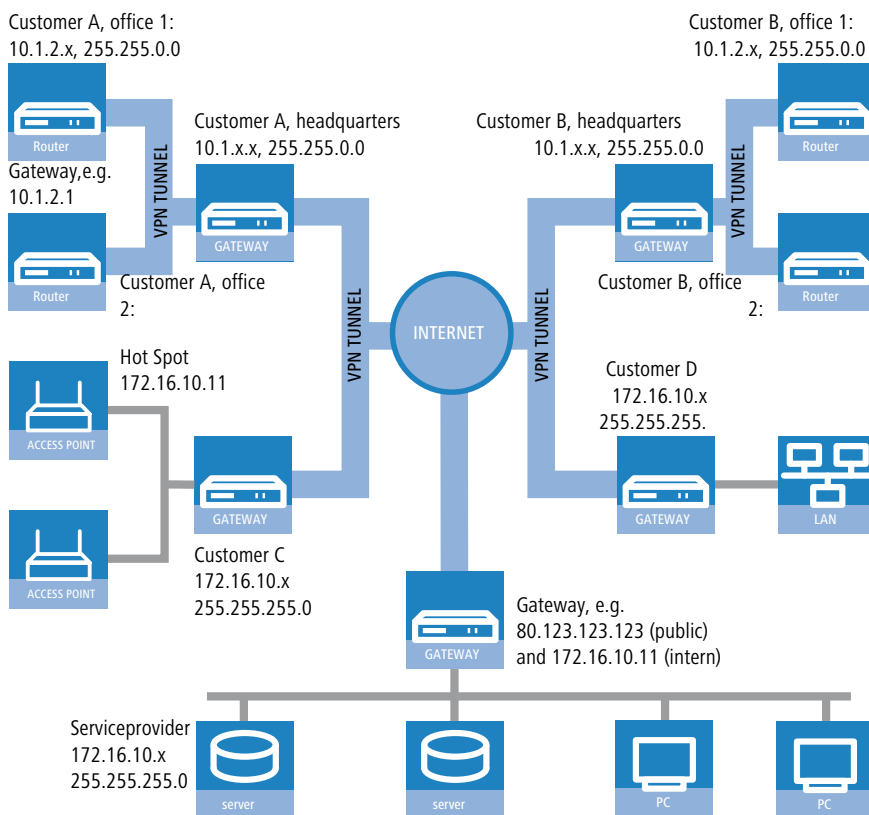 Customer A, office 1:
10.1.2.x, 255.255.0.0
Router
Gateway,e.g.
10.1.2.1
Router
Customer A, office
2:
VPN TUNNEL
Customer A, headquarters
10.1.x.x, 255.255.0.0
GATEWAY
VPN TUNNEL
Customer B, office 1:
10.1.2.x, 255.255.0.0
Router
Customer B, headquarters
10.1.x.x, 255.255.0.0
GATEWAY
VPN TUNNEL
Router
Customer B, office
2:
INTERNET
VPN TUNNEL
Hot Spot
172.16.10.11
ACCESS POINT
ACCESS POINT
GATEWAY
Customer C
172.16.10.x
255.255.255.0
Customer D
172.16.10.x
255.255.255.
GATEWAY
LAN
Gateway, e.g.
80.123.123.123 (public)
and 172.16.10.11 (intern)
GATEWAY
Serviceprovider
172.16.10.x
255.255.255.0
server
server
PC
PC